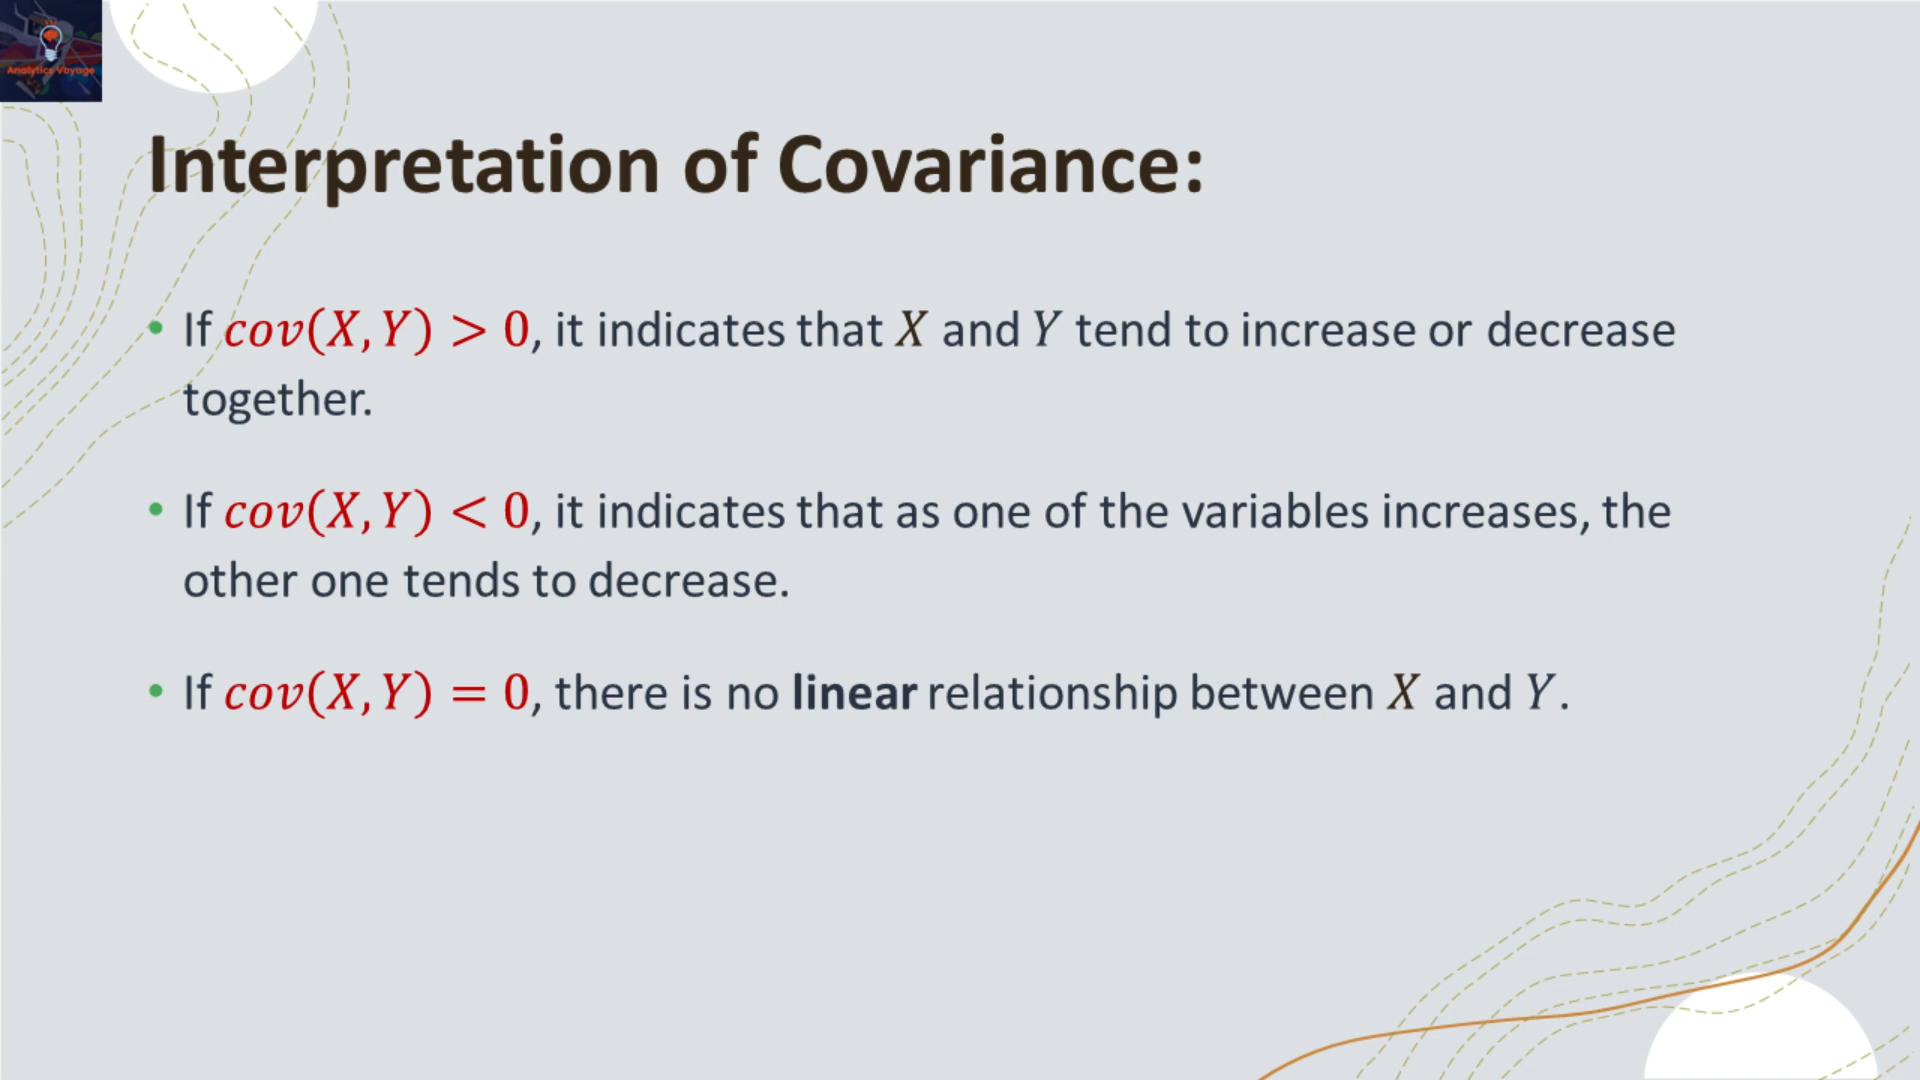 Analytics Voyage
Interpretation of Covariance:
• If cov(X, Y) > 0, it indicates that X and Y tend to increase or decrease
together.
• If cov(X, Y) < 0, it indicates that as one of the variables increases, the
other one tends to decrease.
• If cov(X, Y) = 0, there is no linear relationship between X and Y.